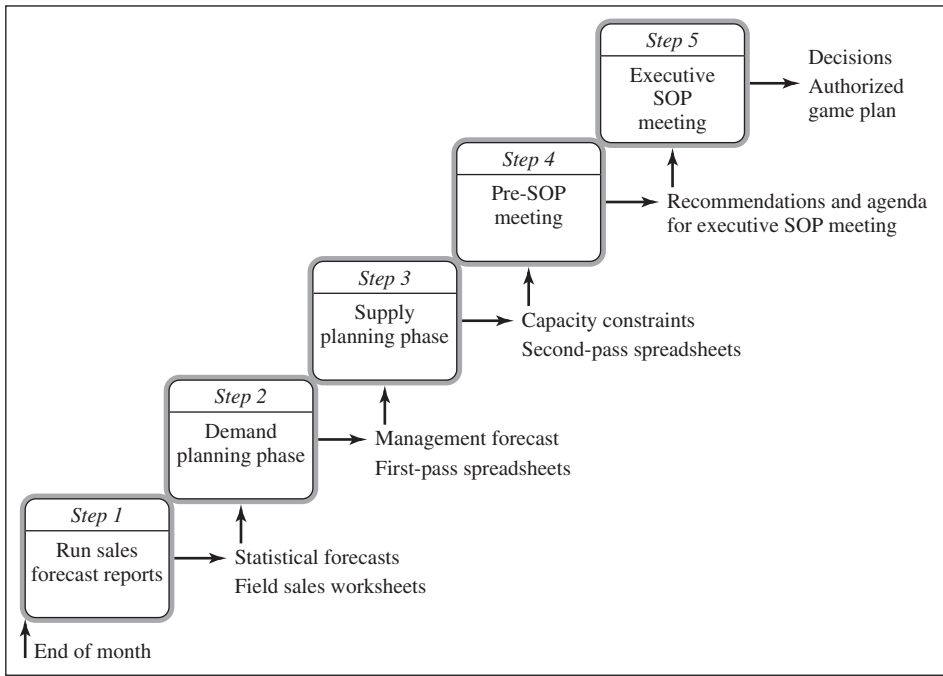 Step 5
Executive
SOP
meeting
Decisions
Authorized
game plan
Step 4
Pre-SOP
meeting
Recommendations and agenda
for executive SOP meeting
Step 3
Supply
planning phase
Capacity constraints
Second-pass spreadsheets
Step 2
Demand
planning phase
Management forecast
First-pass spreadsheets
Step 1
Run sales
forecast reports
Statistical forecasts
Field sales worksheets
End of month